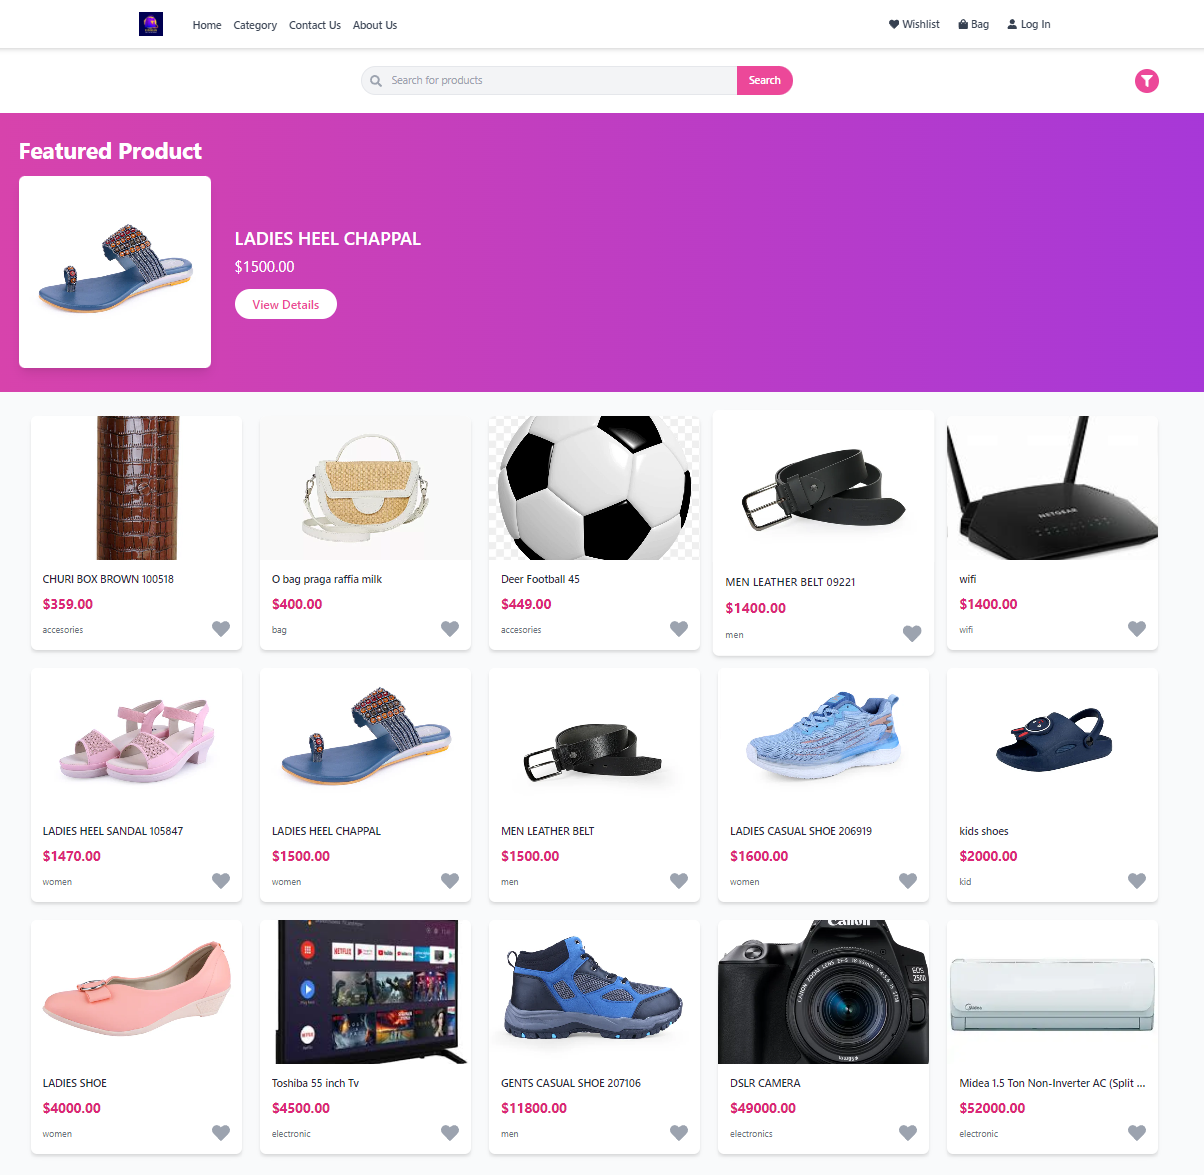 Home Category Contact Us About Us
Wishlist Bag Log In
Search for products Search
Featured Product
LADIES HEEL CHAPPAL
$1500.00
View Details
NETGEAR
CHURI BOX BROWN 100518
$359.00
accesories
O bag praga raffia milk
$400.00
bag
Deer Football 45
$449.00
accesories
MEN LEATHER BELT 09221
$1400.00
men
wifi
$1400.00
wifi
LADIES HEEL SANDAL 105847
$1470.00
women
LADIES HEEL CHAPPAL
$1500.00
women
MEN LEATHER BELT
$1500.00
men
LADIES CASUAL SHOE 206919
$1600.00
women
kids shoes
$2000.00
kid
LADIES SHOE
$4000.00
women
NETFLIX
Toshiba 55 inch Tv
$4500.00
electronic
GENTS CASUAL SHOE 207106
$11800.00
men
Canon
EOS
250D
DSLR CAMERA
$49000.00
electronics
Midea
Midea 1.5 Ton Non-Inverter AC (Split ...
$52000.00
electronic